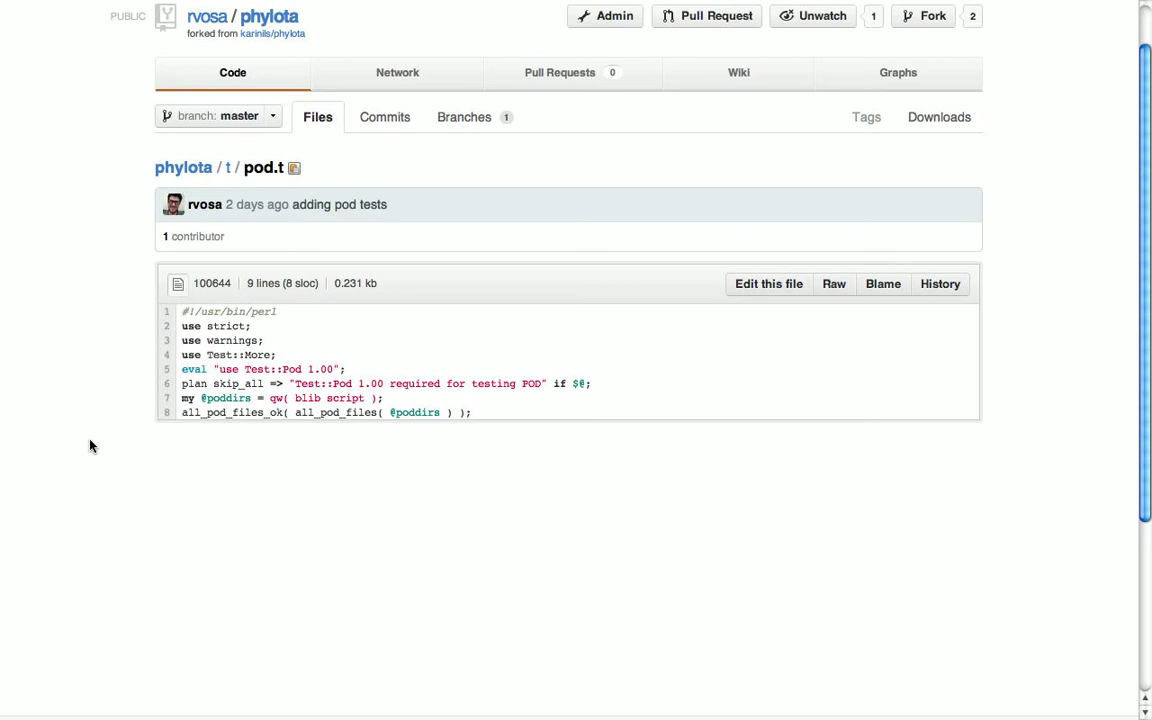 PUBLIC rvosa / phylota Admin Pull Request Unwatch 1 Fork 2
forked from karinils/phylota
Code Network Pull Requests 0 Wiki Graphs
branch: master Files Commits Branches 1 Tags Downloads
phylota / t / pod.t
rvosa 2 days ago adding pod tests
1 contributor
100644 9 lines (8 sloc) 0.231 kb Edit this file Raw Blame History
1 #!/usr/bin/perl
2 use strict;
3 use warnings;
4 use Test::More;
5 eval "use Test::Pod 1.00";
6 plan skip_all => "Test::Pod 1.00 required for testing POD" if $@;
7 my @poddirs = qw( blib script );
8 all_pod_files_ok( all_pod_files( @poddirs ) );